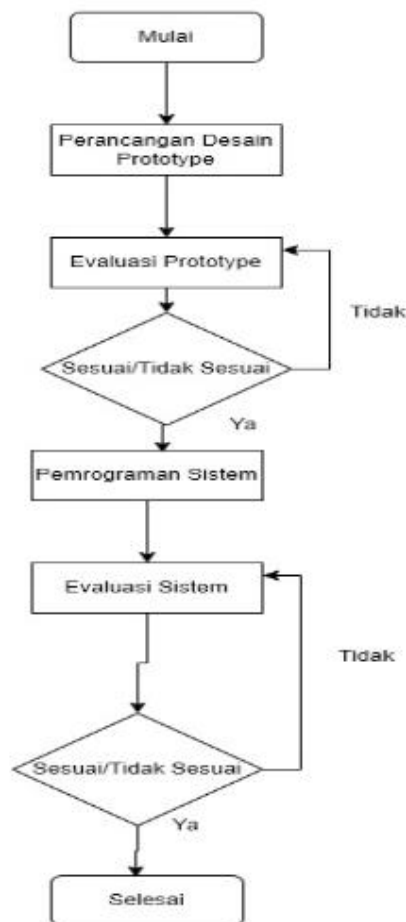 Mulai
Perancangan Desain
Prototype
Evaluasi Prototype
Tidak
Sesuai/Tidak Sesuai
Ya
Pemrograman Sistem
Evaluasi Sistem
Tidak
Sesuai/Tidak Sesuai
Ya
Selesai